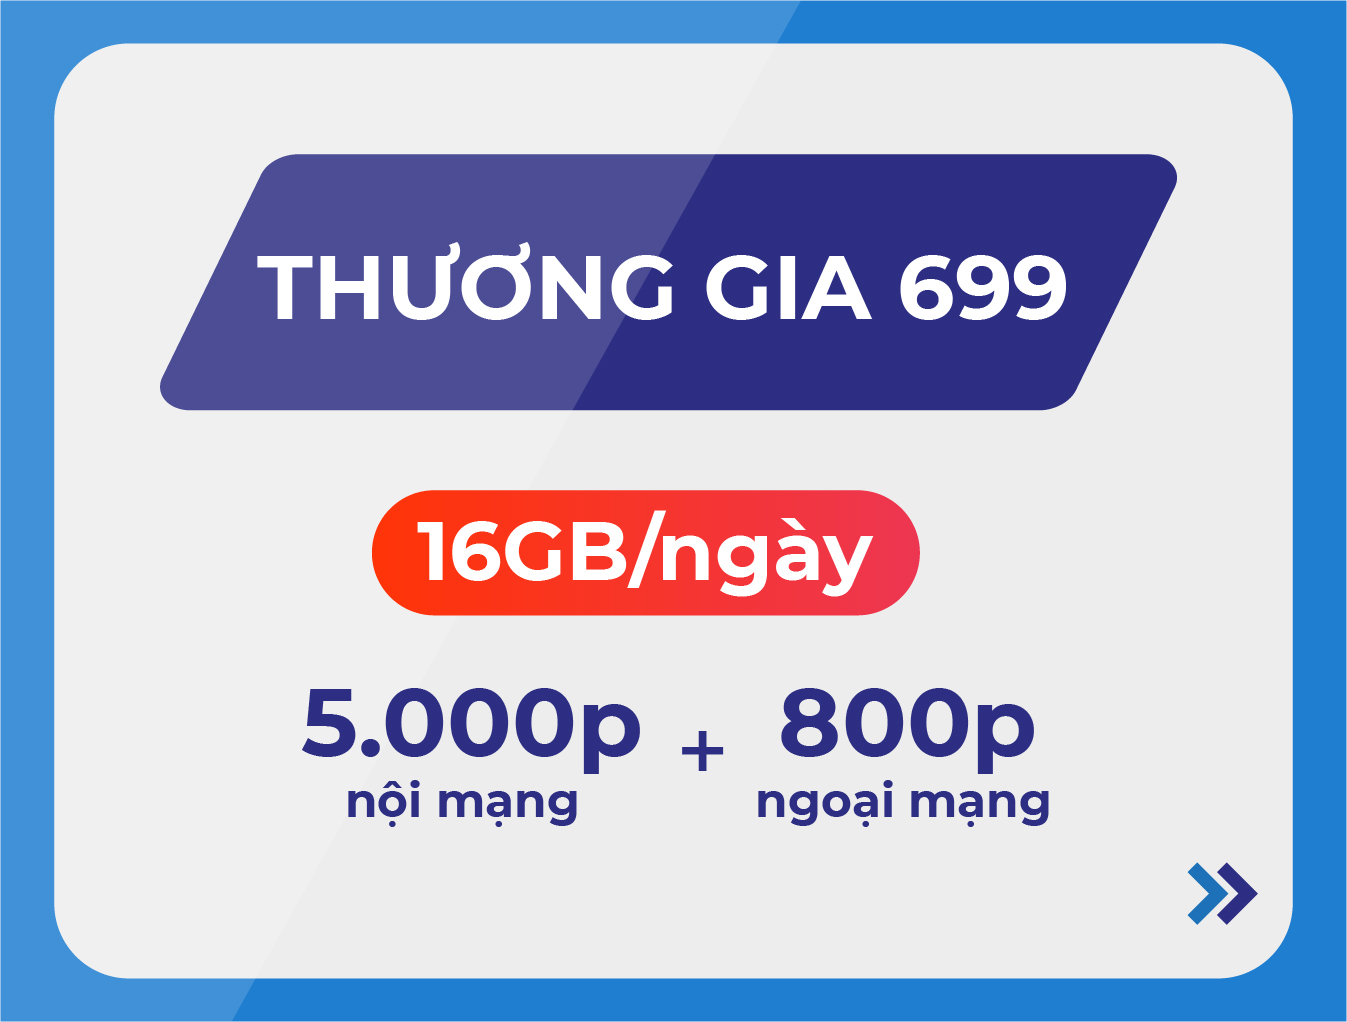 THƯƠNG GIA 699
16GB/ngày
5.000p + 800p
nội mạng ngoại mạng